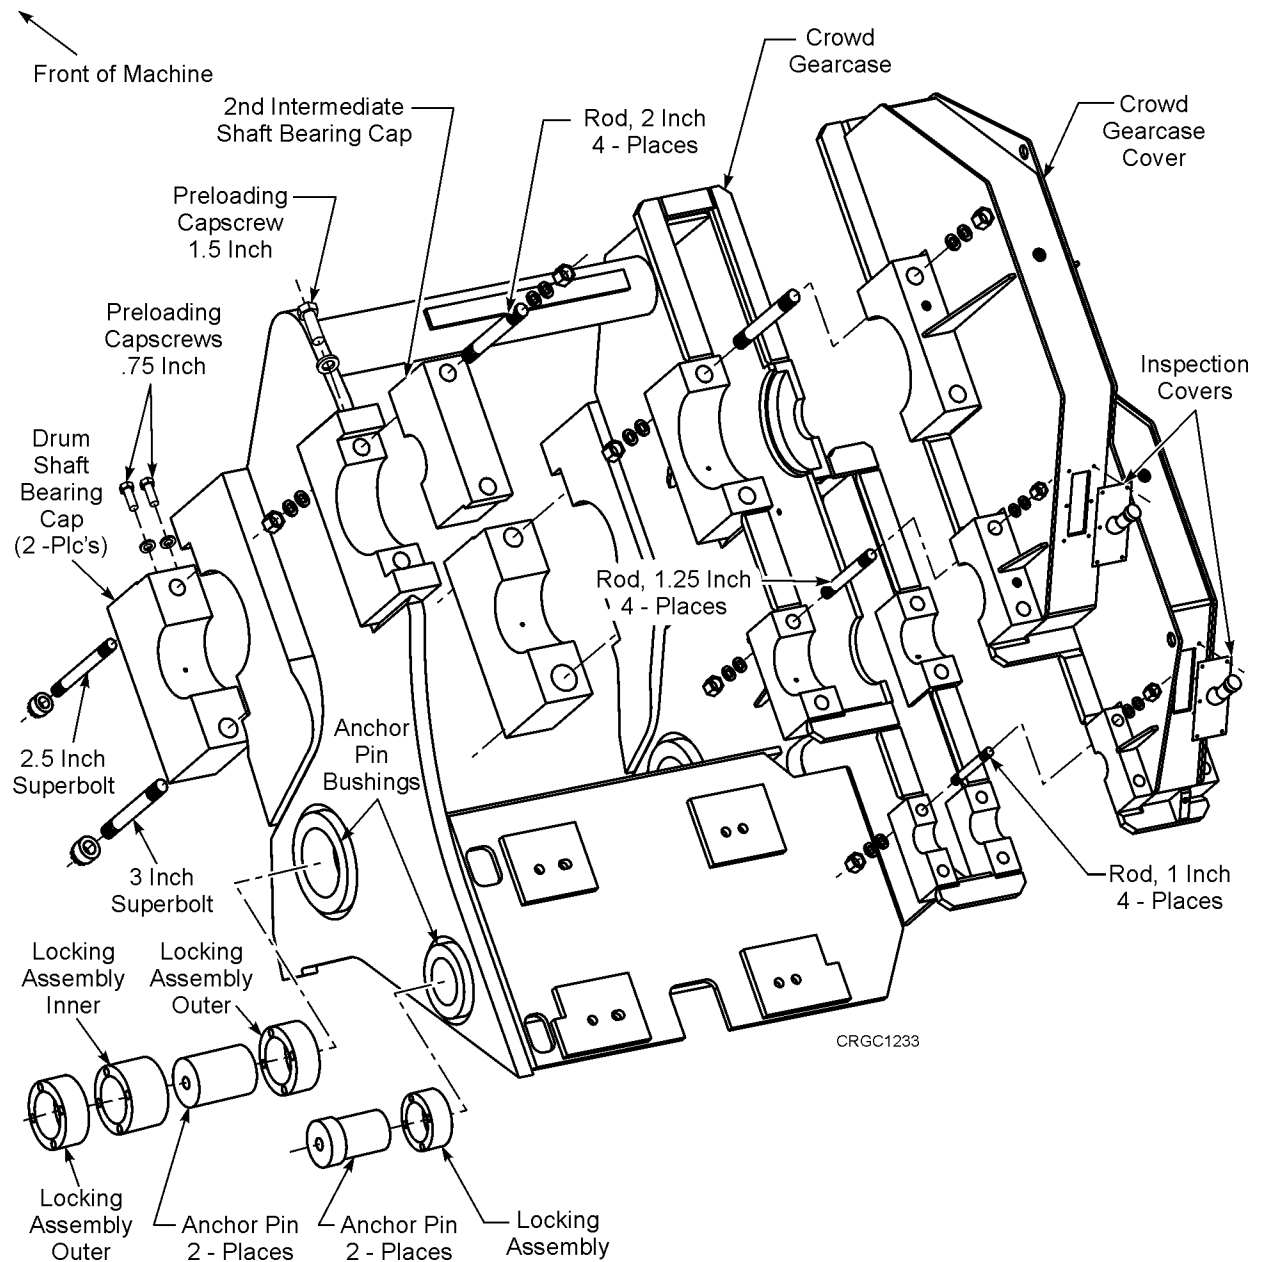 Front of Machine
Crowd
Gearcase
2nd Intermediate
Shaft Bearing Cap
Rod, 2 Inch
4 - Places
Crowd
Gearcase
Cover
Preloading
Capscrew
1.5 Inch
Preloading
Capscrews
.75 Inch
Inspection
Covers
Drum
Shaft
Bearing
Cap
(2 -Plc's)
Rod, 1.25 Inch
4 - Places
2.5 Inch
Superbolt
Anchor
Pin
Bushings
3 Inch
Superbolt
Rod, 1 Inch
4 - Places
Locking
Assembly
Inner
Locking
Assembly
Outer
CRGC1233
Locking
Assembly
Outer
Anchor Pin
2 - Places
Anchor Pin
2 - Places
Locking
Assembly